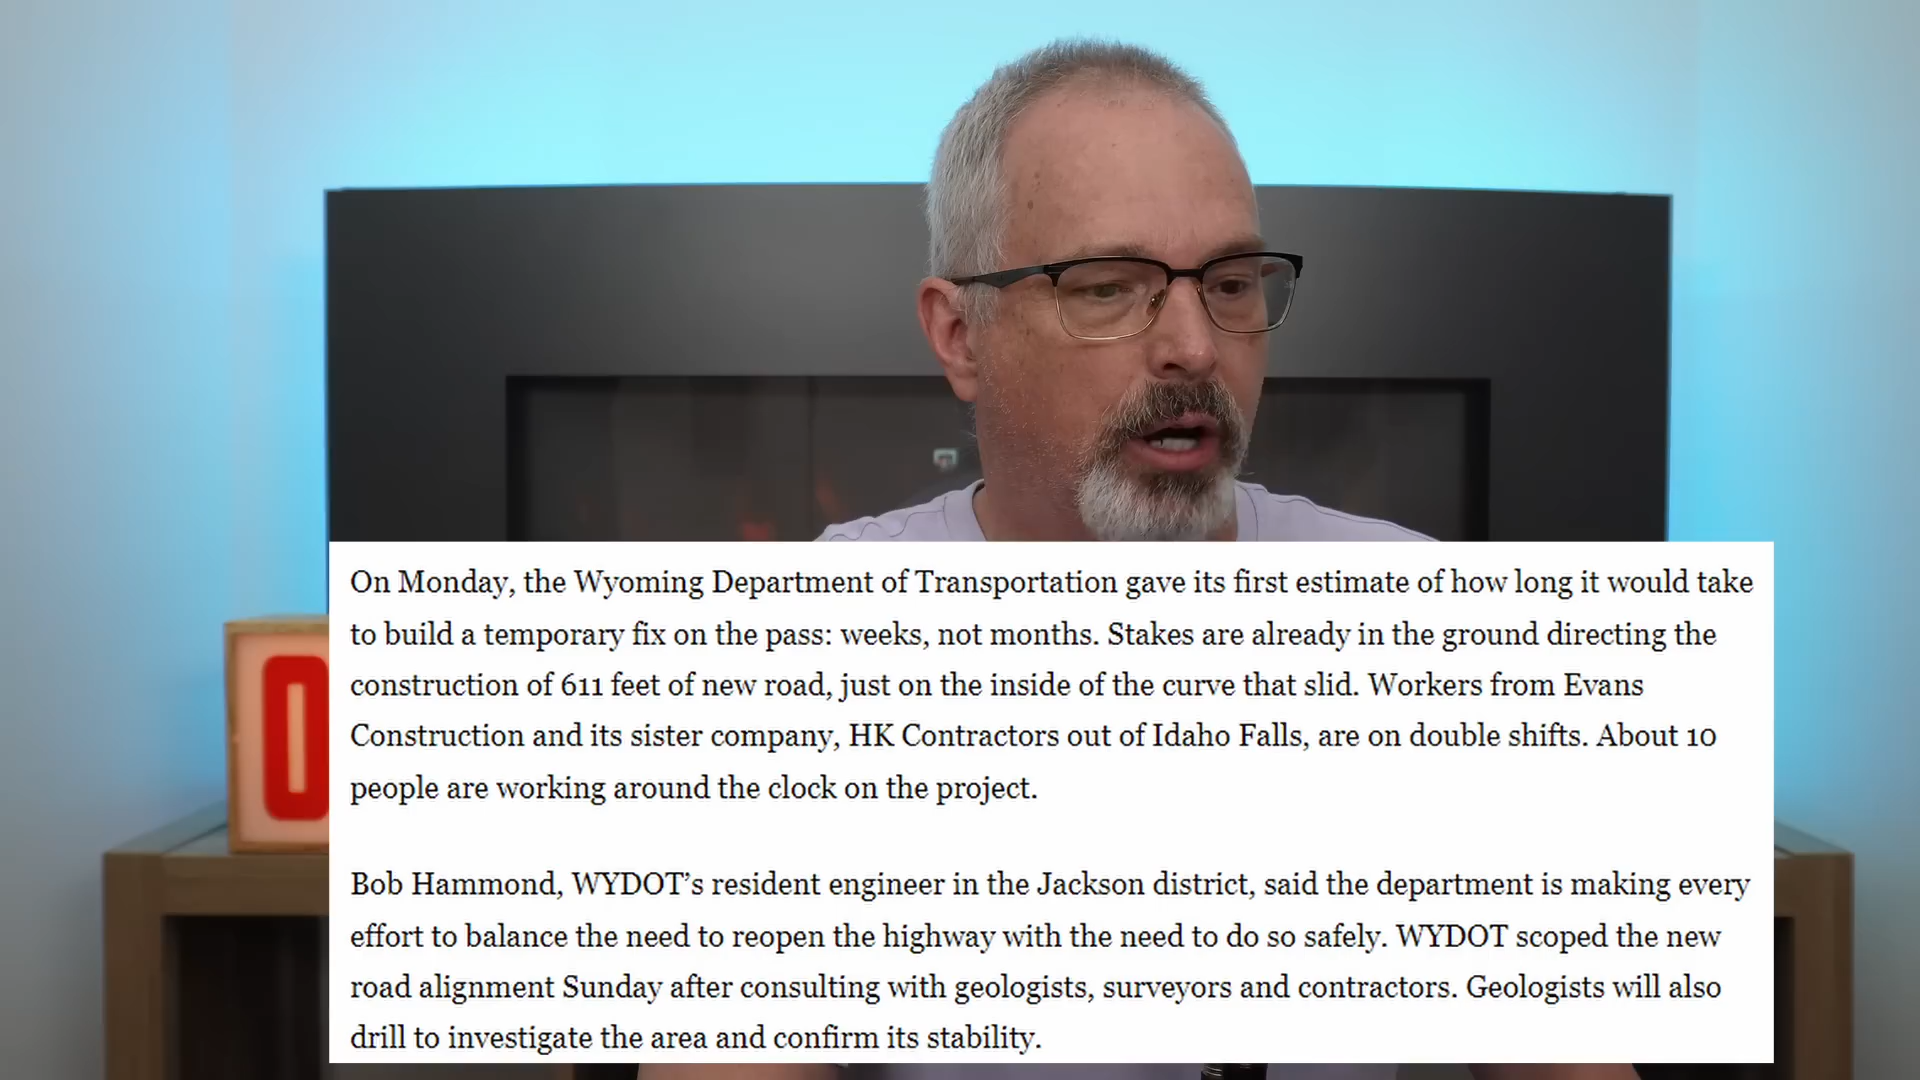 On Monday, the Wyoming Department of Transportation gave its first estimate of how long it would take
to build a temporary fix on the pass: weeks, not months. Stakes are already in the ground directing the
construction of 611 feet of new road, just on the inside of the curve that slid. Workers from Evans
Construction and its sister company, HK Contractors out of Idaho Falls, are on double shifts. About 10
people are working around the clock on the project.
Bob Hammond, WYDOT’s resident engineer in the Jackson district, said the department is making every
effort to balance the need to reopen the highway with the need to do so safely. WYDOT scoped the new
road alignment Sunday after consulting with geologists, surveyors and contractors. Geologists will also
drill to investigate the area and confirm its stability.